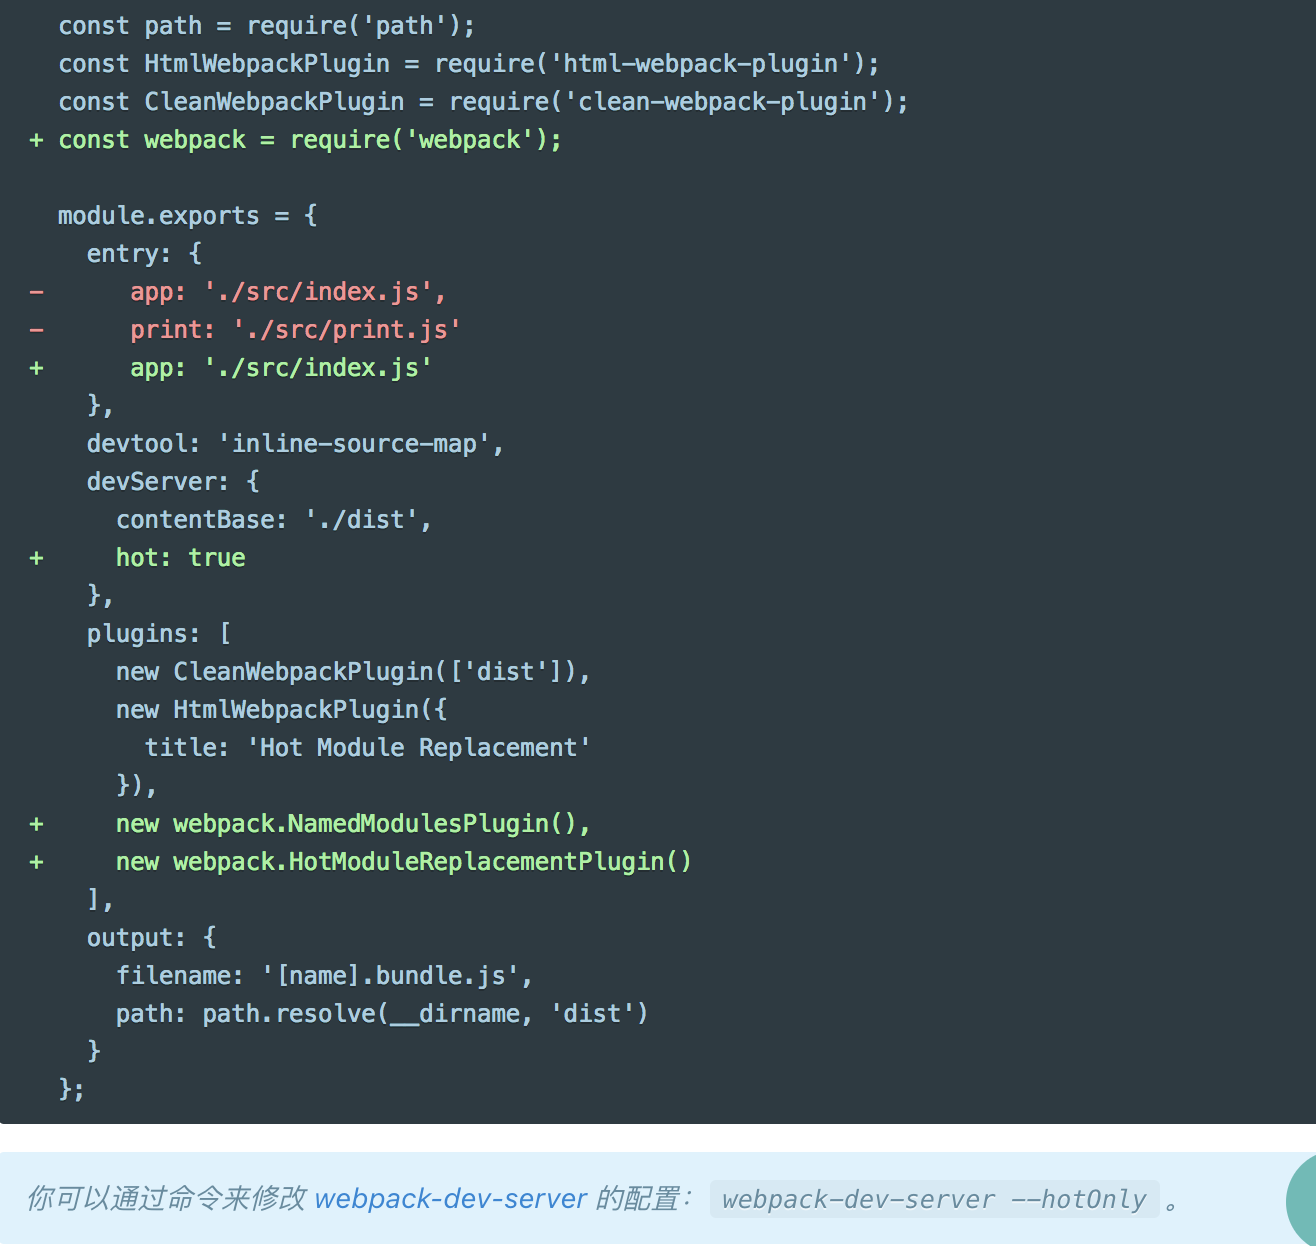 const path = require('path');
  const HtmlWebpackPlugin = require('html-webpack-plugin');
  const CleanWebpackPlugin = require('clean-webpack-plugin');
+ const webpack = require('webpack');

  module.exports = {
    entry: {
-      app: './src/index.js',
-      print: './src/print.js'
+      app: './src/index.js'
    },
    devtool: 'inline-source-map',
    devServer: {
      contentBase: './dist',
+     hot: true
    },
    plugins: [
      new CleanWebpackPlugin(['dist']),
      new HtmlWebpackPlugin({
        title: 'Hot Module Replacement'
      }),
+     new webpack.NamedModulesPlugin(),
+     new webpack.HotModuleReplacementPlugin()
    ],
    output: {
      filename: '[name].bundle.js',
      path: path.resolve(__dirname, 'dist')
    }
  };
你可以通过命令来修改 webpack-dev-server 的配置：webpack-dev-server --hotOnly 。